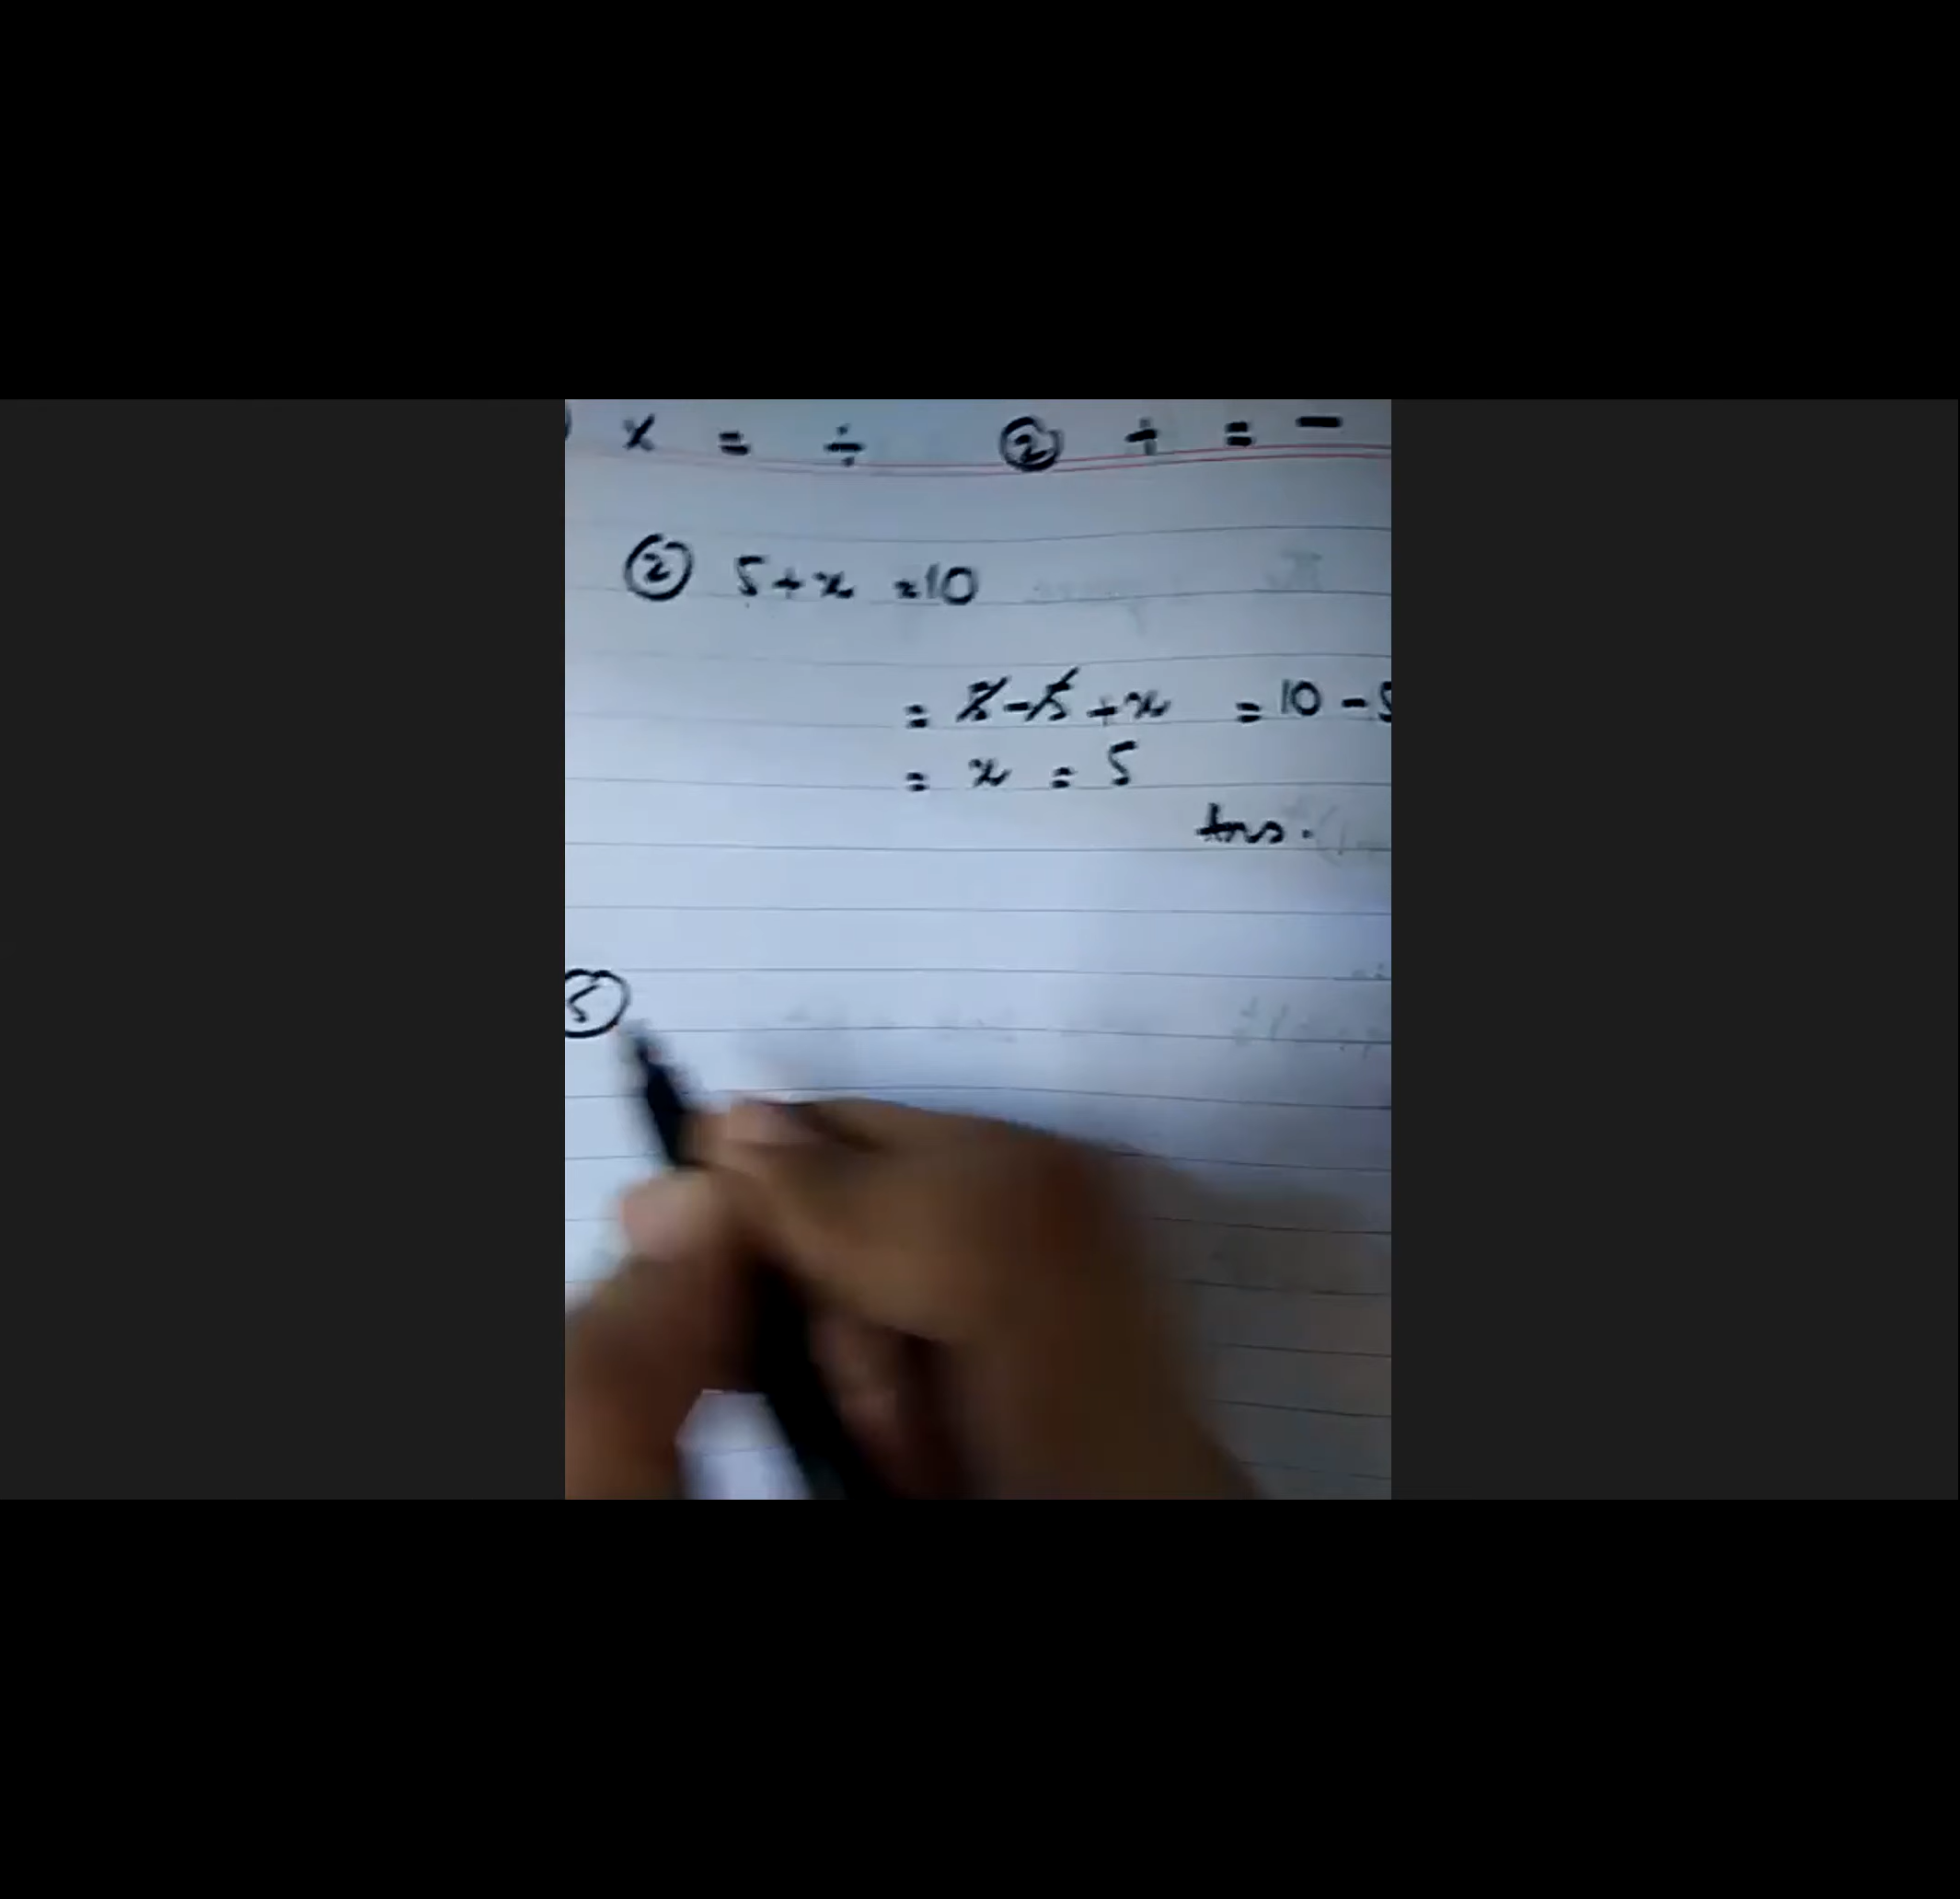 x = ÷ ② + = -
② 5+x =10
= 5-5+x = 10-5
= x = 5
Ans.
⑤